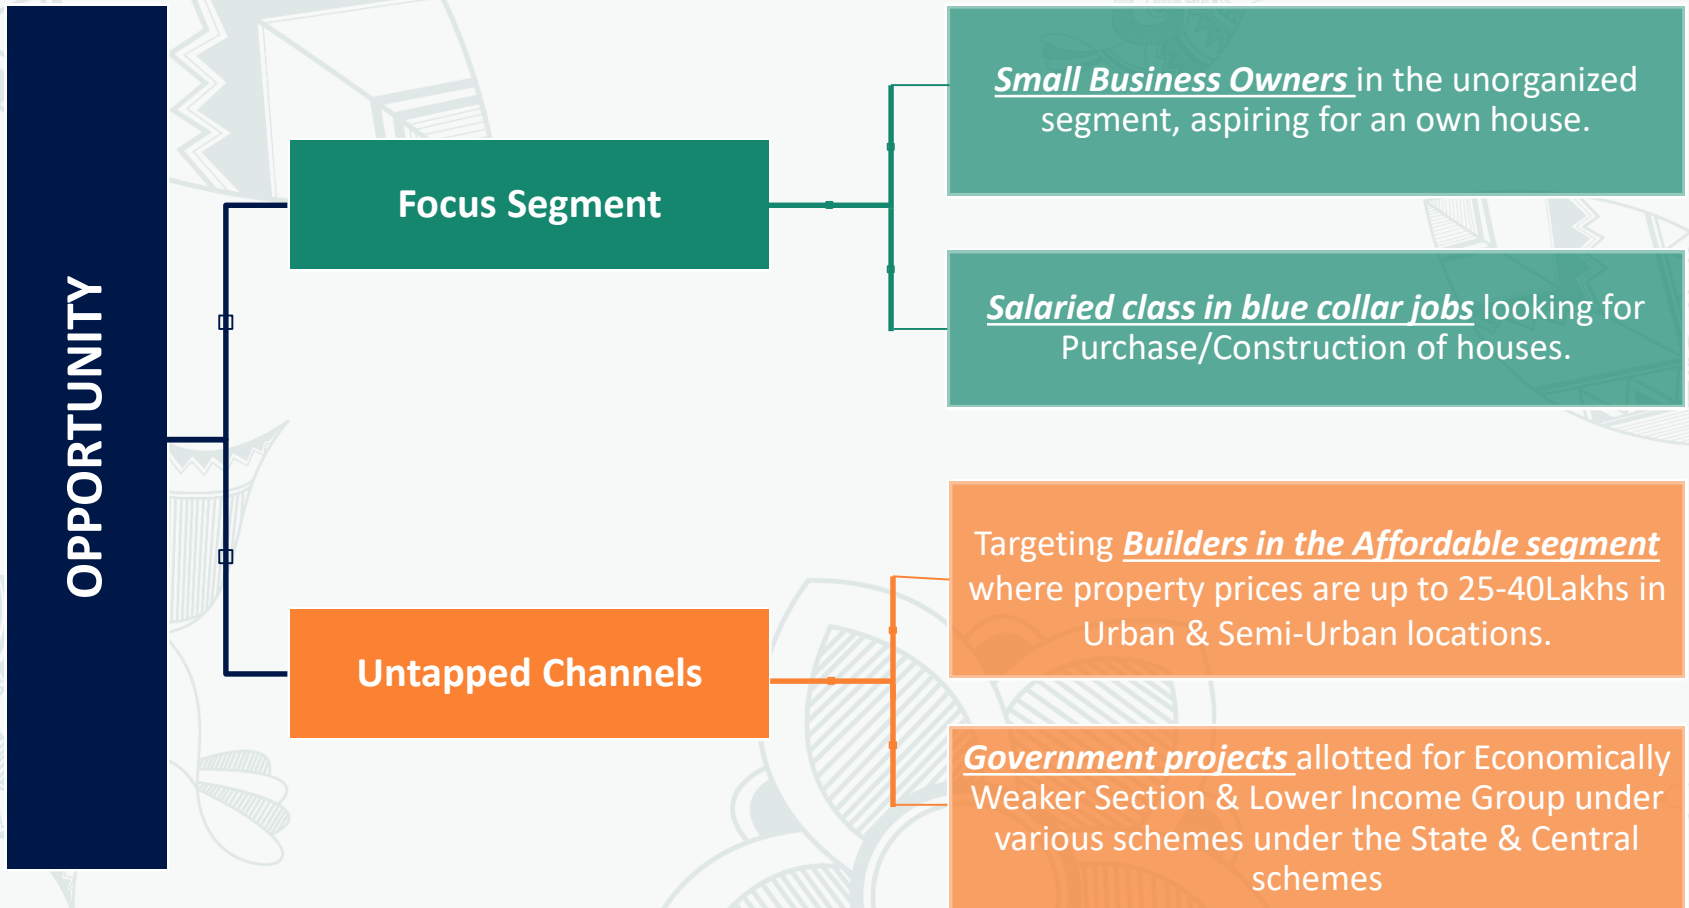 OPPORTUNITY
Focus Segment
Small Business Owners in the unorganized
segment, aspiring for an own house.
Salaried class in blue collar jobs looking for
Purchase/Construction of houses.
Untapped Channels
Targeting Builders in the Affordable segment
where property prices are up to 25-40Lakhs in
Urban & Semi-Urban locations.
Government projects allotted for Economically
Weaker Section & Lower Income Group under
various schemes under the State & Central
schemes